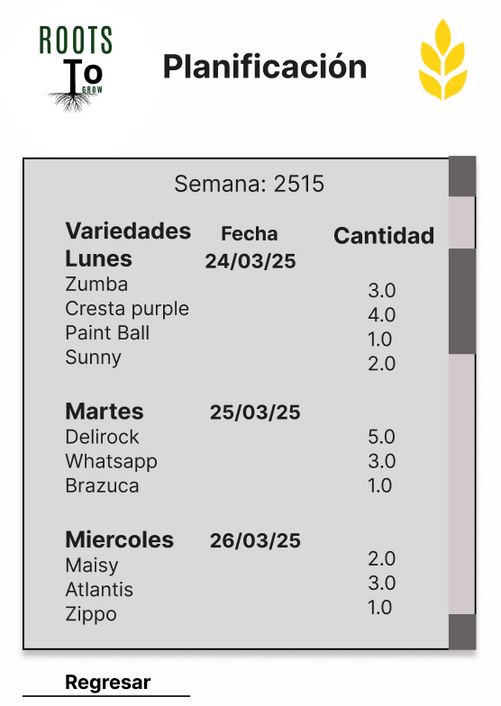 ROOTS
To
GROW
Planificación
Semana: 2515
Variedades Fecha Cantidad
Lunes 24/03/25
Zumba 3.0
Cresta purple 4.0
Paint Ball 1.0
Sunny 2.0
Martes 25/03/25
Delirock 5.0
Whatsapp 3.0
Brazuca 1.0
Miercoles 26/03/25
Maisy 2.0
Atlantis 3.0
Zippo 1.0
Regresar